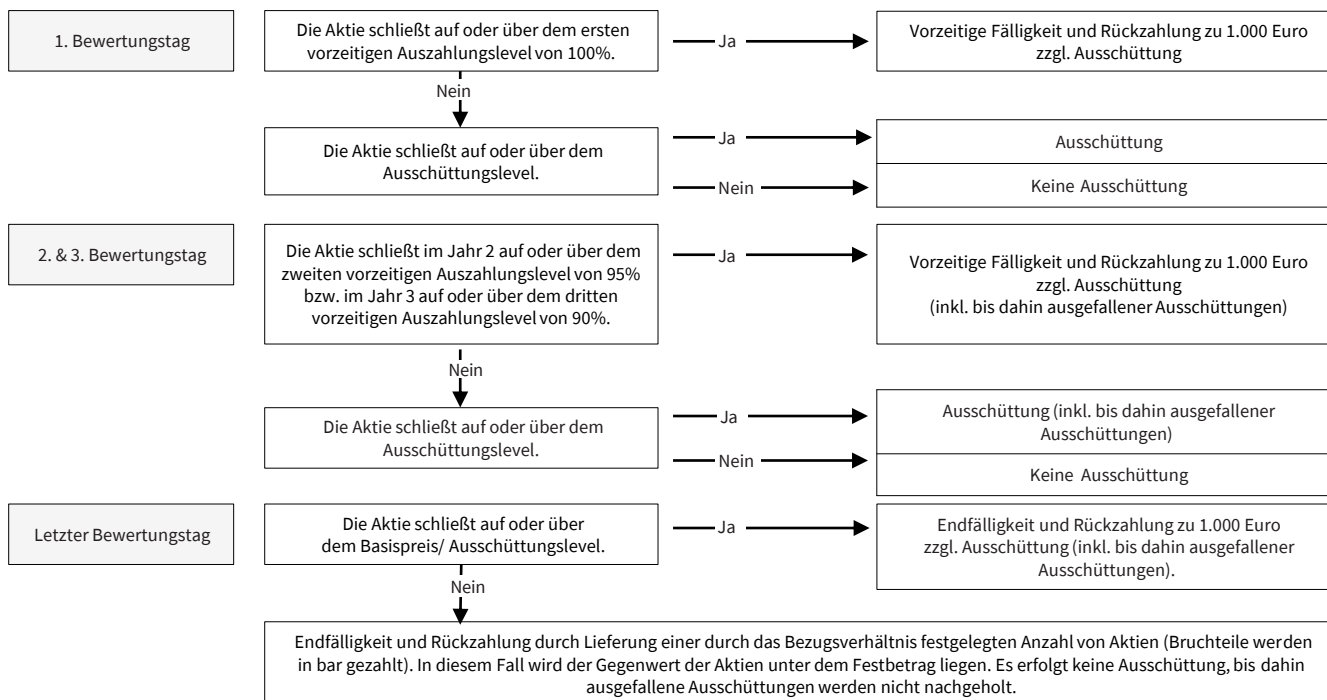 1. Bewertungstag
Die Aktie schließt auf oder über dem ersten
vorzeitigen Auszahlungslevel von 100%.
Ja
Vorzeitige Fälligkeit und Rückzahlung zu 1.000 Euro
zzgl. Ausschüttung
Nein
Die Aktie schließt auf oder über dem
Ausschüttungslevel.
Ja
Ausschüttung
Nein
Keine Ausschüttung
2. & 3. Bewertungstag
Die Aktie schließt im Jahr 2 auf oder über dem
zweiten vorzeitigen Auszahlungslevel von 95%
bzw. im Jahr 3 auf oder über dem dritten
vorzeitigen Auszahlungslevel von 90%.
Ja
Vorzeitige Fälligkeit und Rückzahlung zu 1.000 Euro
zzgl. Ausschüttung
(inkl. bis dahin ausgefallener Ausschüttungen)
Nein
Die Aktie schließt auf oder über dem
Ausschüttungslevel.
Ja
Ausschüttung (inkl. bis dahin ausgefallener
Ausschüttungen)
Nein
Keine Ausschüttung
Letzter Bewertungstag
Die Aktie schließt auf oder über
dem Basispreis/ Ausschüttungslevel.
Ja
Endfälligkeit und Rückzahlung zu 1.000 Euro
zzgl. Ausschüttung (inkl. bis dahin ausgefallener
Ausschüttungen).
Nein
Endfälligkeit und Rückzahlung durch Lieferung einer durch das Bezugsverhältnis festgelegten Anzahl von Aktien (Bruchteile werden
in bar gezahlt). In diesem Fall wird der Gegenwert der Aktien unter dem Festbetrag liegen. Es erfolgt keine Ausschüttung, bis dahin
ausgefallene Ausschüttungen werden nicht nachgeholt.